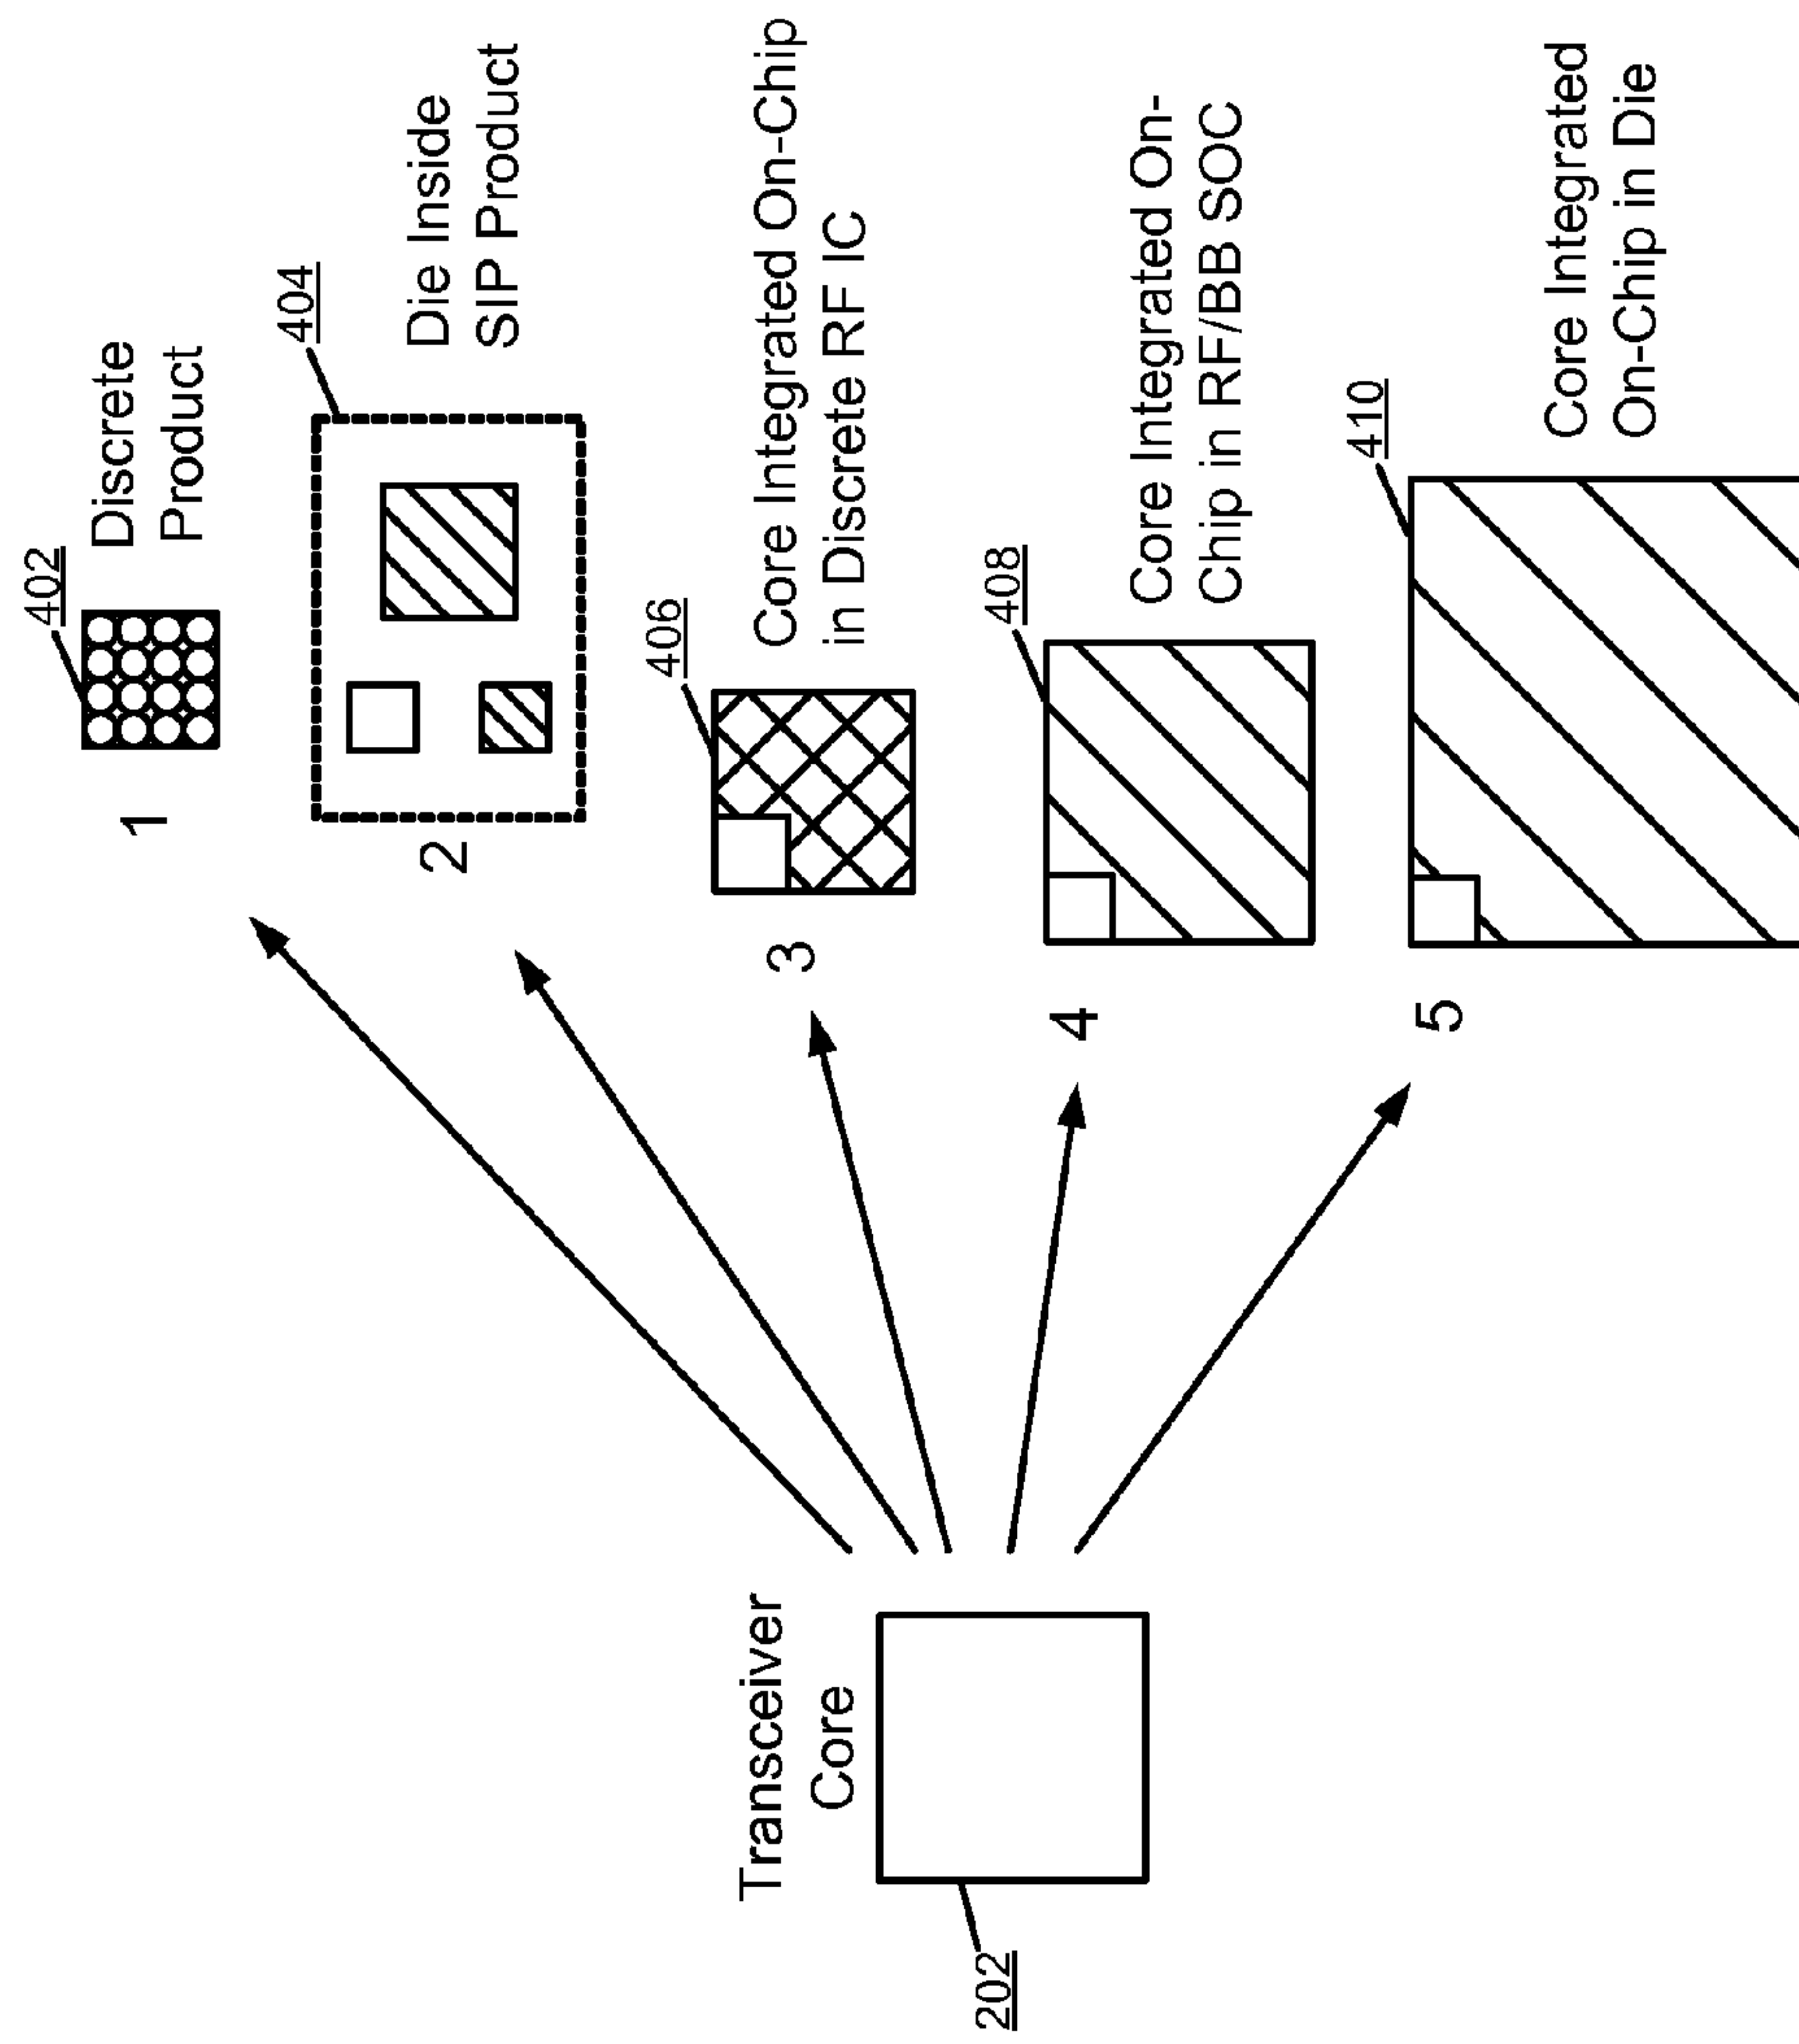 402
Discrete
Product
1
404
Die Inside
SIP Product
2
406
Core Integrated On-Chip
in Discrete RF IC
3
Transceiver
Core
202
408
Core Integrated On-
Chip in RF/BB SOC
4
410
Core Integrated
On-Chip in Die
5